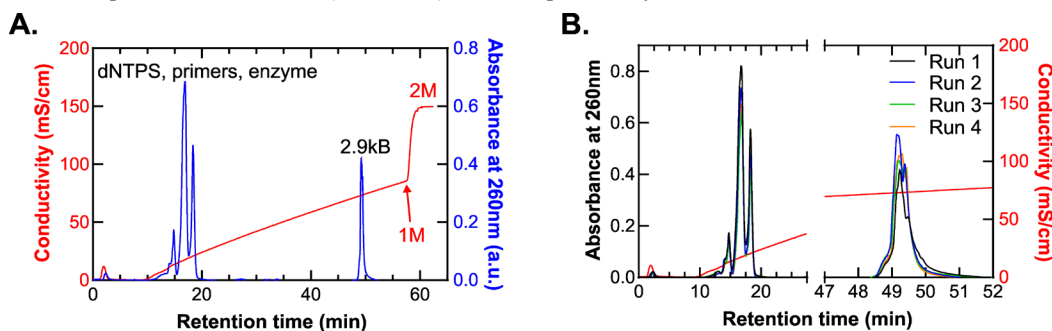 A.
B.
Conductivity (mS/cm)
200
150
100
50
0
dNTPS, primers, enzyme
2M
2.9kB
1M
0.8
0.6
0.4
0.2
0.0
Absorbance at
260nm (a.u.)
0 20 40 60
Retention time (min)
Absorbance at 260nm
0.8
0.6
0.4
0.2
0.0
Run 1
Run 2
Run 3
Run 4
200
150
100
50
0
Conductivity
(mS/cm)
0 10 20 47 48 49 50 51 52
Retention time (min)